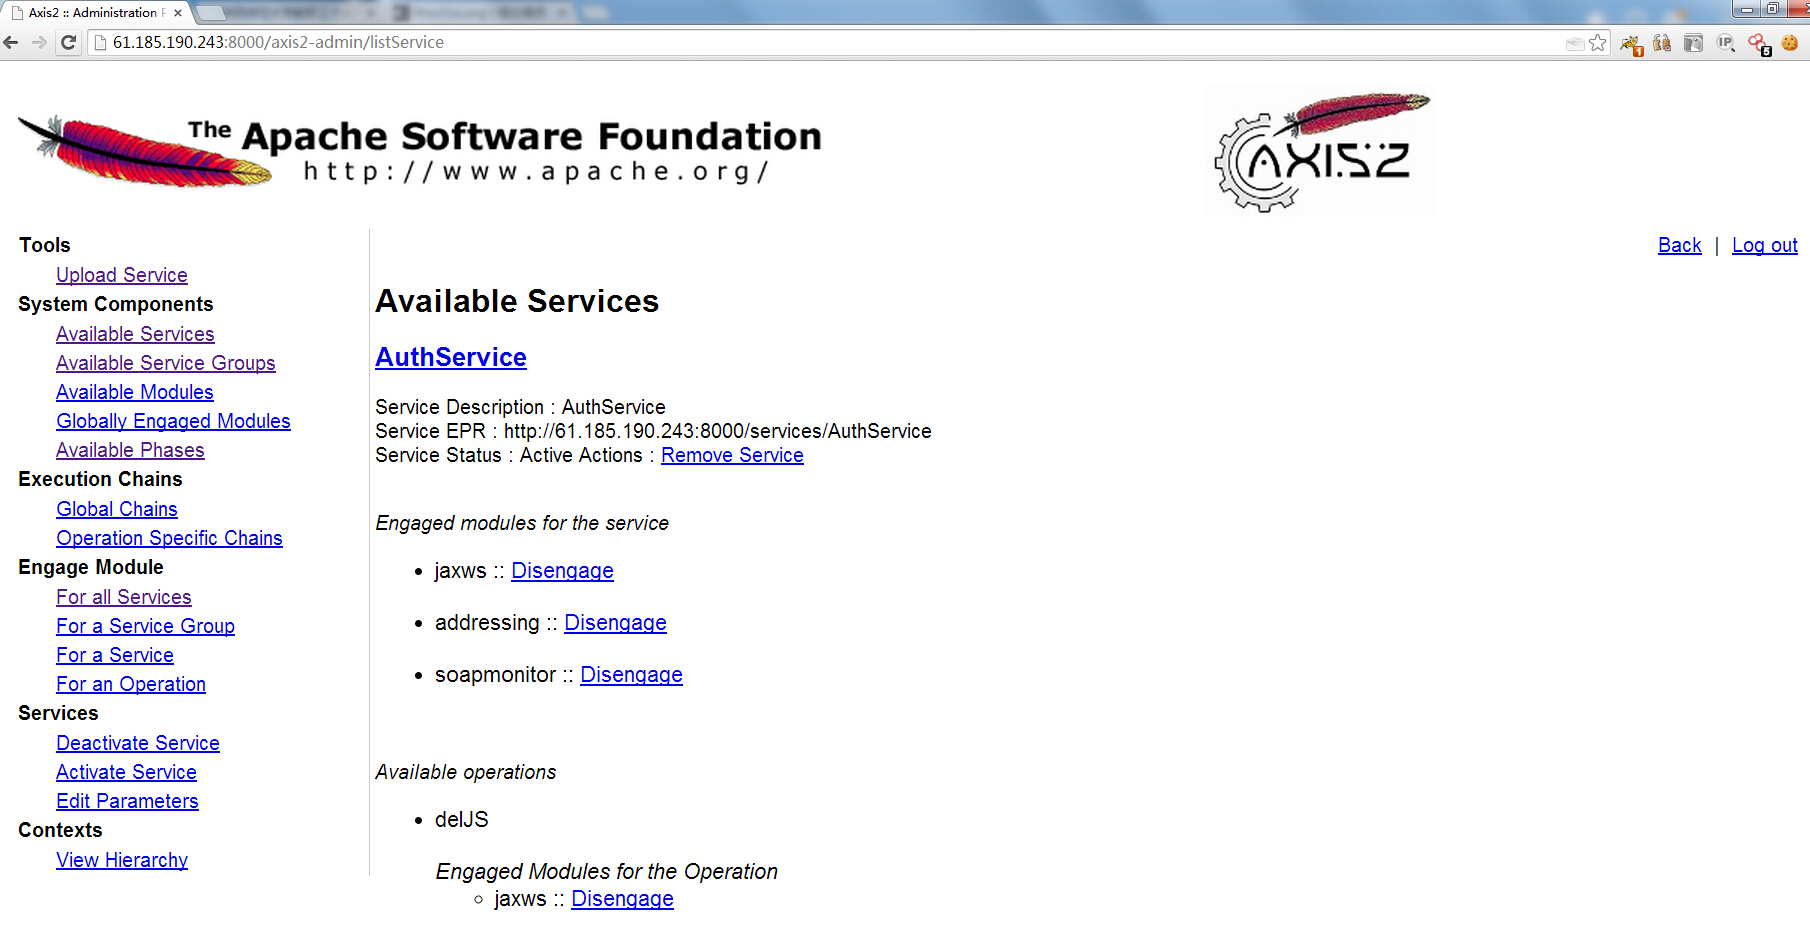 Axis2 :: Administration P
61.185.190.243:8000/axis2-admin/listService
The Apache Software Foundation
http://www.apache.org/
AXIS2
Tools
Upload Service
System Components
Available Services
Available Service Groups
Available Modules
Globally Engaged Modules
Available Phases
Execution Chains
Global Chains
Operation Specific Chains
Engage Module
For all Services
For a Service Group
For a Service
For an Operation
Services
Deactivate Service
Activate Service
Edit Parameters
Contexts
View Hierarchy
Back | Log out
Available Services
AuthService
Service Description : AuthService
Service EPR : http://61.185.190.243:8000/services/AuthService
Service Status : Active Actions : Remove Service
Engaged modules for the service
jaxws :: Disengage
addressing :: Disengage
soapmonitor :: Disengage
Available operations
delJS
Engaged Modules for the Operation
jaxws :: Disengage